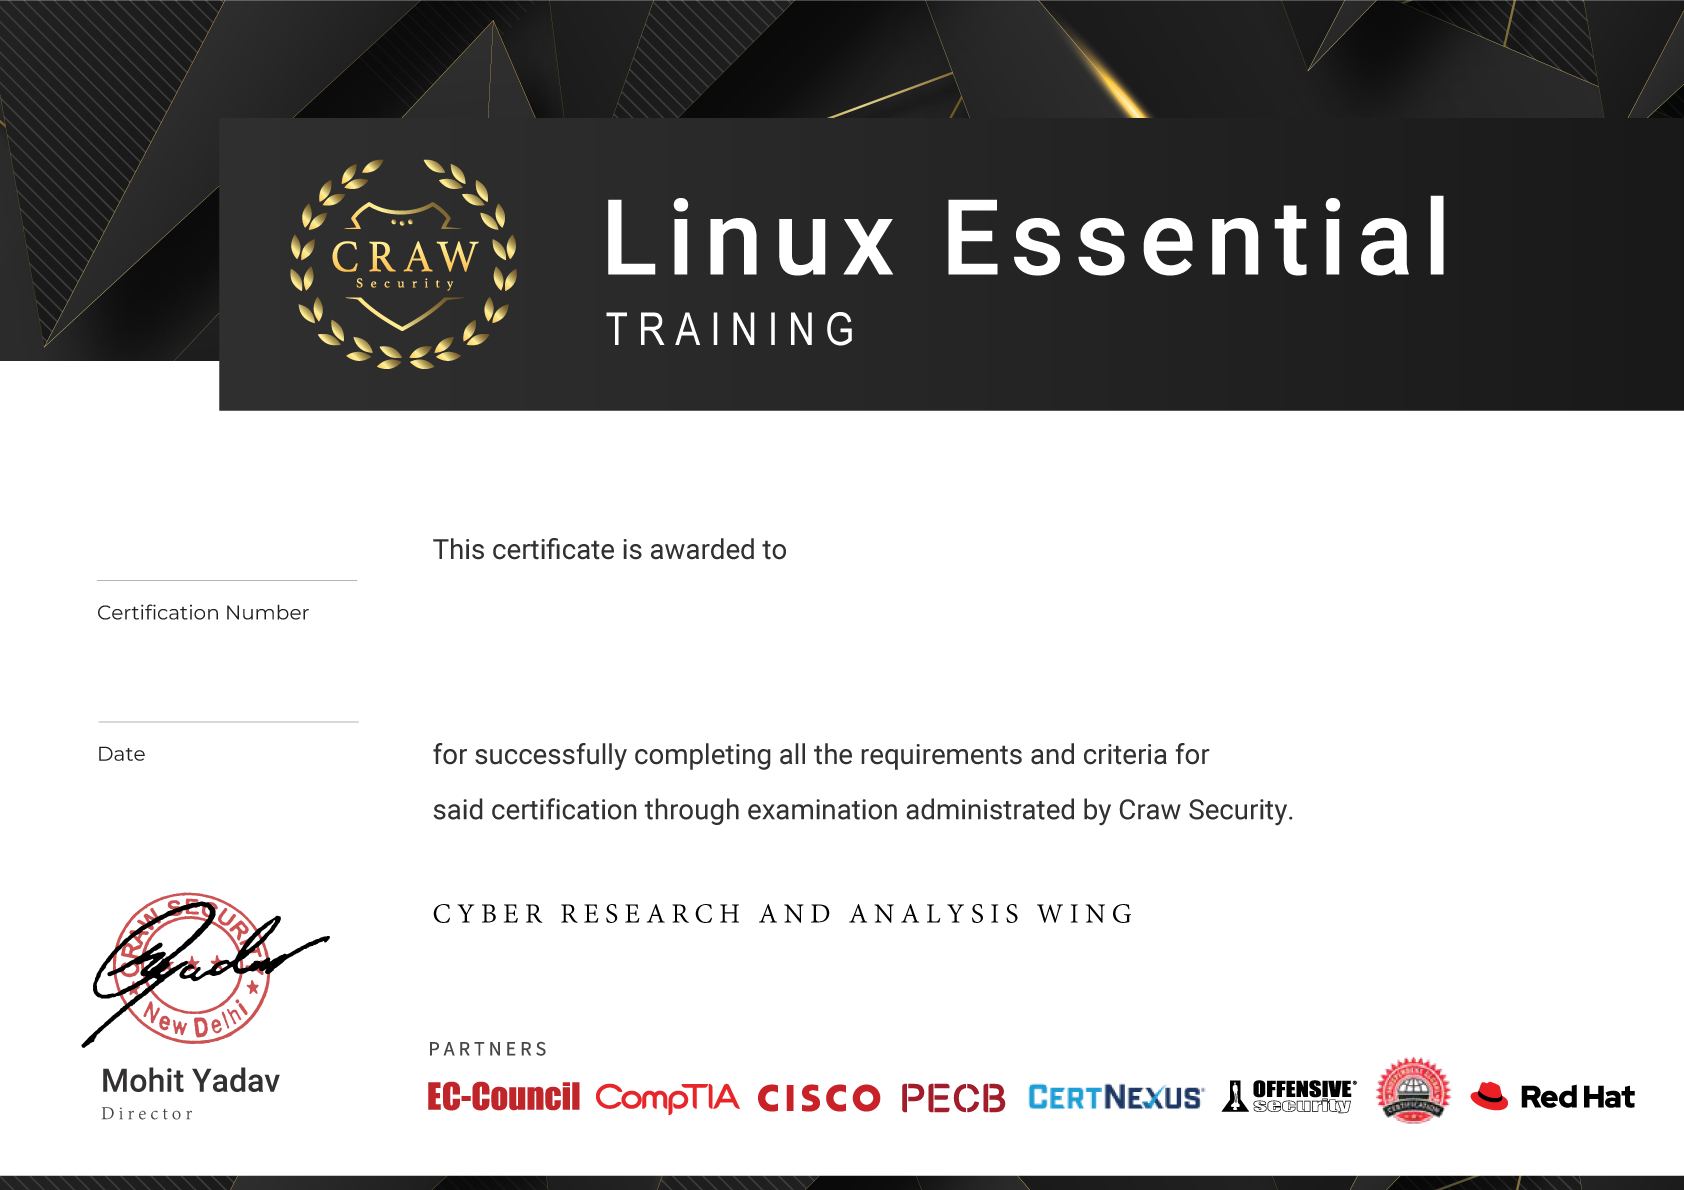 CRAW
Security
Linux Essential
TRAINING
This certificate is awarded to
Certification Number
Date
for successfully completing all the requirements and criteria for
said certification through examination administrated by Craw Security.
CYBER RESEARCH AND ANALYSIS WING
CRAW SECURITY
New Delhi
Mohit Yadav
Director
PARTNERS
EC-Council CompTIA CISCO PECB CERTNEXUS OFFENSIVE security CERTIFICATION Red Hat